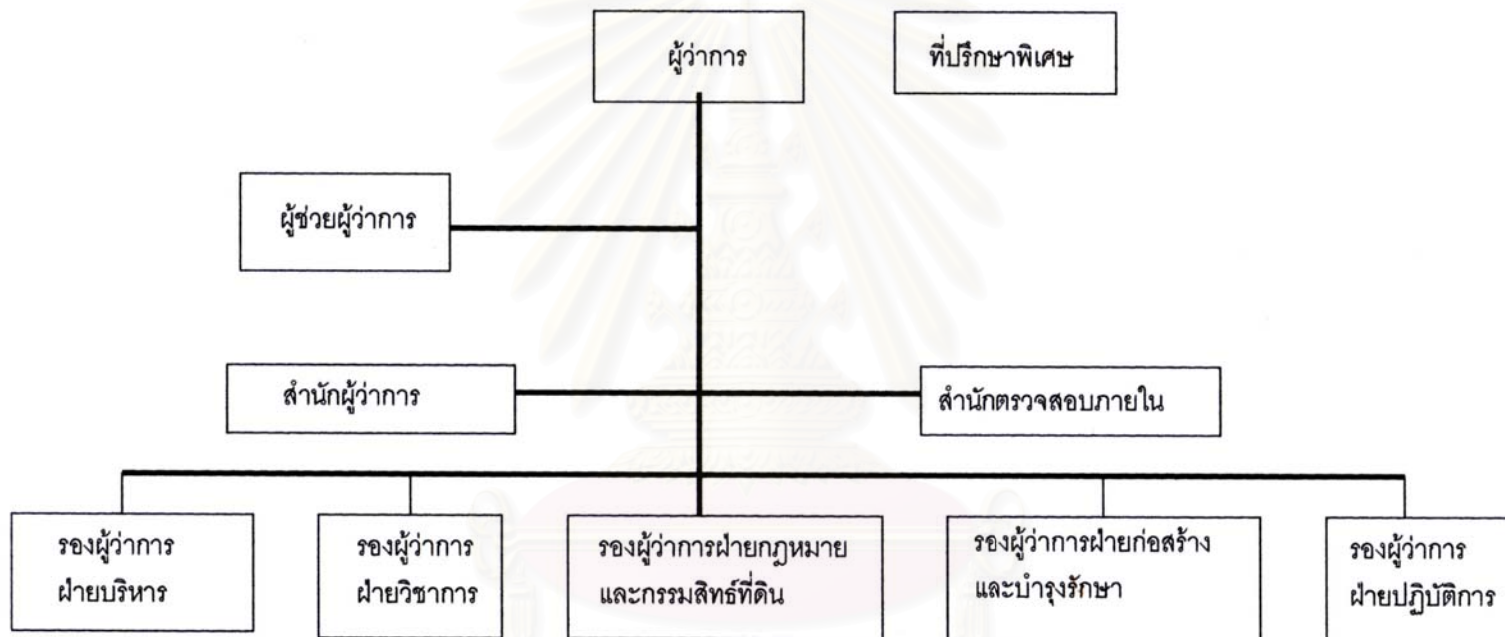 ผู้ว่าการ
ที่ปรึกษาพิเศษ
ผู้ช่วยผู้ว่าการ
สำนักผู้ว่าการ
สำนักตรวจสอบภายใน
รองผู้ว่าการ
ฝ่ายบริหาร
รองผู้ว่าการ
ฝ่ายวิชาการ
รองผู้ว่าการฝ่ายกฎหมาย
และกรรมสิทธ์ที่ดิน
รองผู้ว่าการฝ่ายก่อสร้าง
และบำรุงรักษา
รองผู้ว่าการ
ฝ่ายปฏิบัติการ